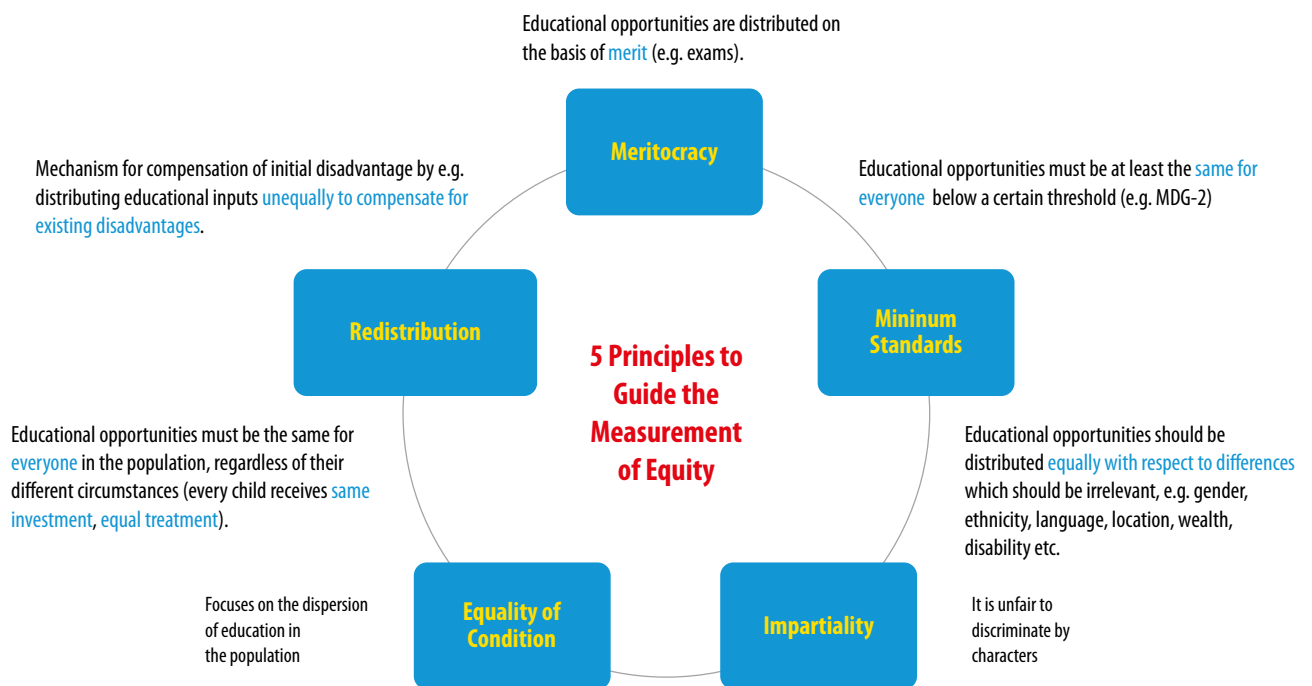 Educational opportunities are distributed on
the basis of merit (e.g. exams).
Meritocracy
Mechanism for compensation of initial disadvantage by e.g.
distributing educational inputs unequally to compensate for
existing disadvantages.
Educational opportunities must be at least the same for
everyone below a certain threshold (e.g. MDG-2)
Redistribution
Mininum
Standards
5 Principles to
Guide the
Measurement
of Equity
Educational opportunities must be the same for
everyone in the population, regardless of their
different circumstances (every child receives same
investment, equal treatment).
Educational opportunities should be
distributed equally with respect to differences
which should be irrelevant, e.g. gender,
ethnicity, language, location, wealth,
disability etc.
Focuses on the dispersion
of education in
the population
Equality of
Condition
Impartiality
It is unfair to
discriminate by
characters